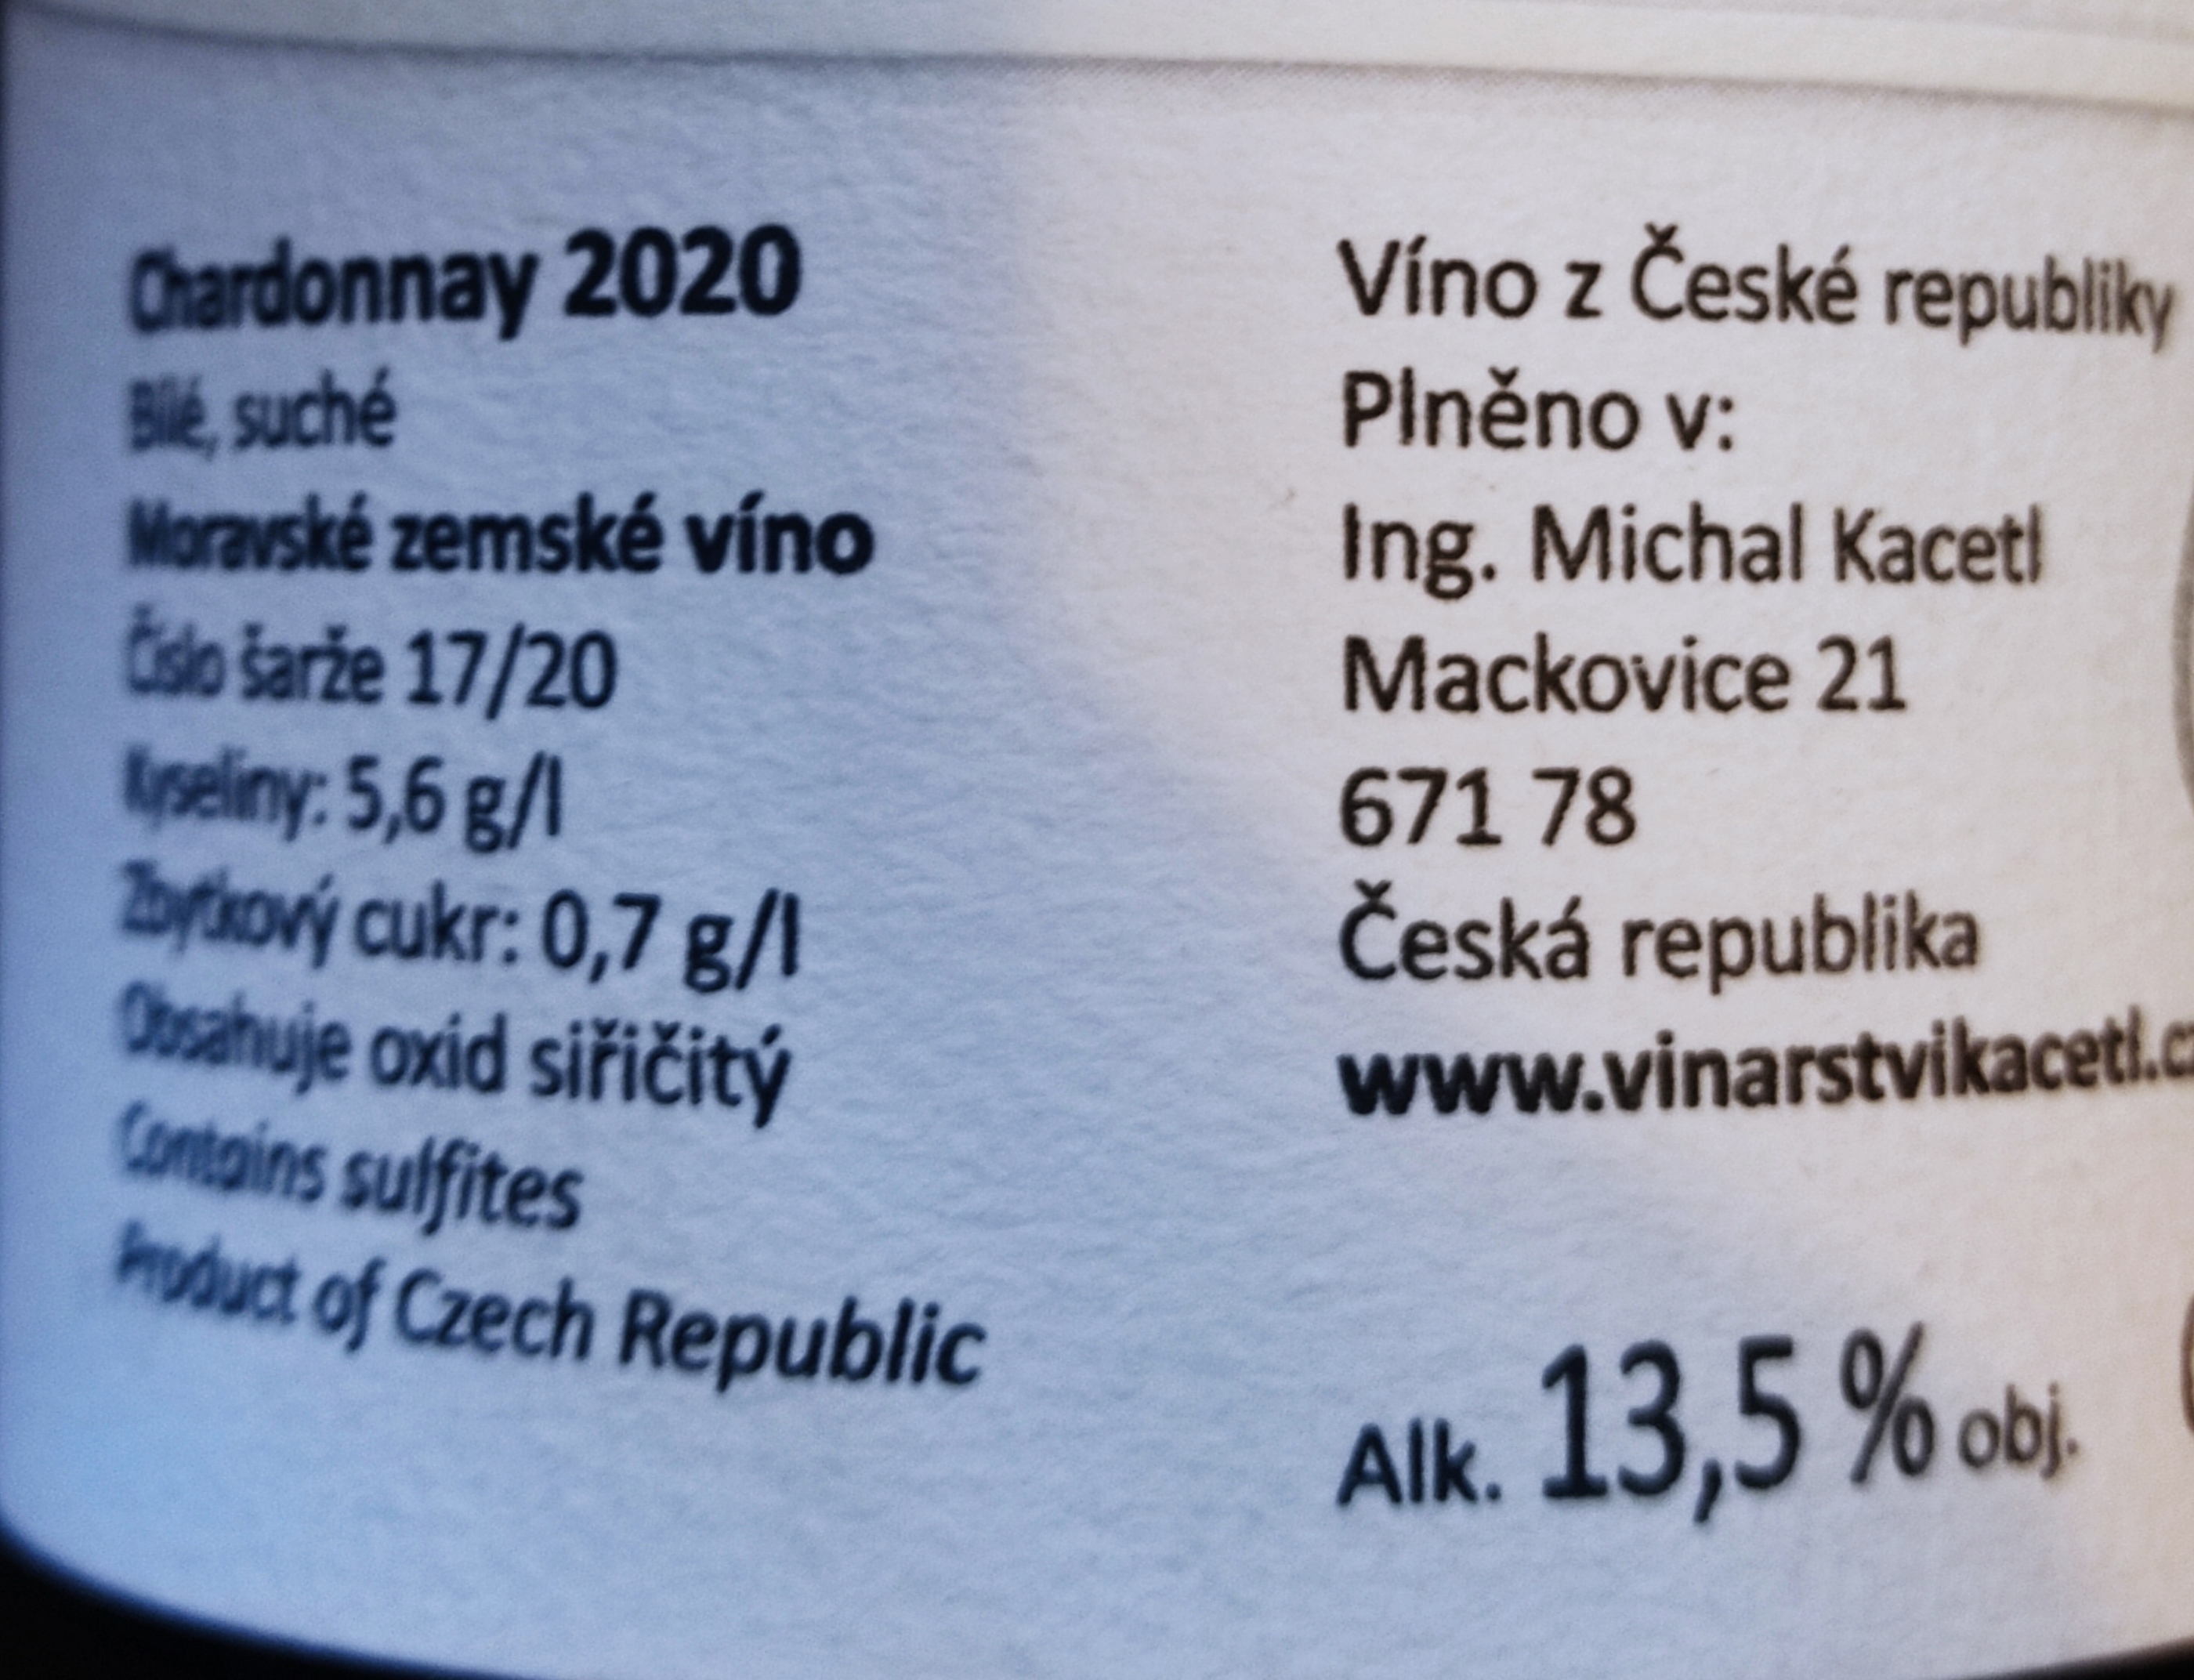 Chardonnay 2020
Bílé, suché
Moravské zemské víno
Číslo šarže 17/20
Kyseliny: 5,6 g/l
Zbytkový cukr: 0,7 g/l
Obsahuje oxid siřičitý
Contains sulfites
Product of Czech Republic
Víno z České republiky
Plněno v:
Ing. Michal Kacetl
Mackovice 21
671 78
Česká republika
www.vinarstvikacetl.cz
Alk. 13,5 % obj.